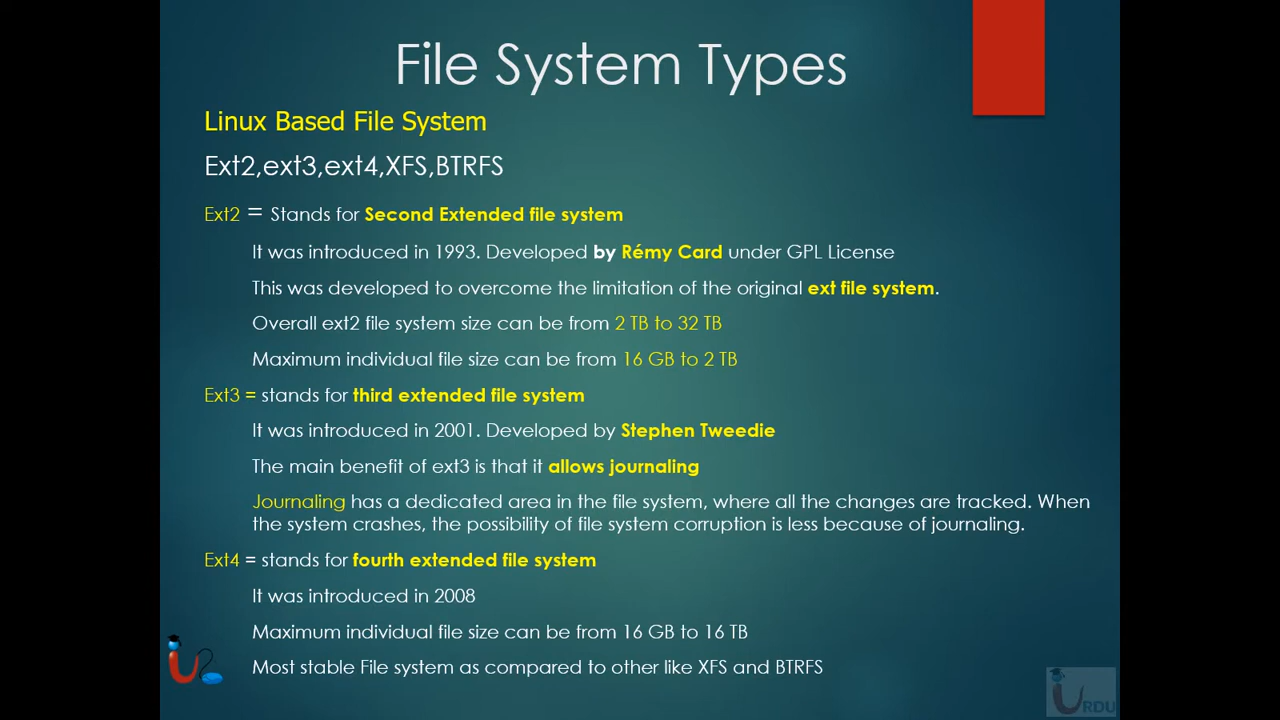 File System Types
Linux Based File System
Ext2,ext3,ext4,XFS,BTRFS
Ext2 = Stands for Second Extended file system
It was introduced in 1993. Developed by Rémy Card under GPL License
This was developed to overcome the limitation of the original ext file system.
Overall ext2 file system size can be from 2 TB to 32 TB
Maximum individual file size can be from 16 GB to 2 TB
Ext3 = stands for third extended file system
It was introduced in 2001. Developed by Stephen Tweedie
The main benefit of ext3 is that it allows journaling
Journaling has a dedicated area in the file system, where all the changes are tracked. When
the system crashes, the possibility of file system corruption is less because of journaling.
Ext4 = stands for fourth extended file system
It was introduced in 2008
Maximum individual file size can be from 16 GB to 16 TB
Most stable File system as compared to other like XFS and BTRFS
URDU